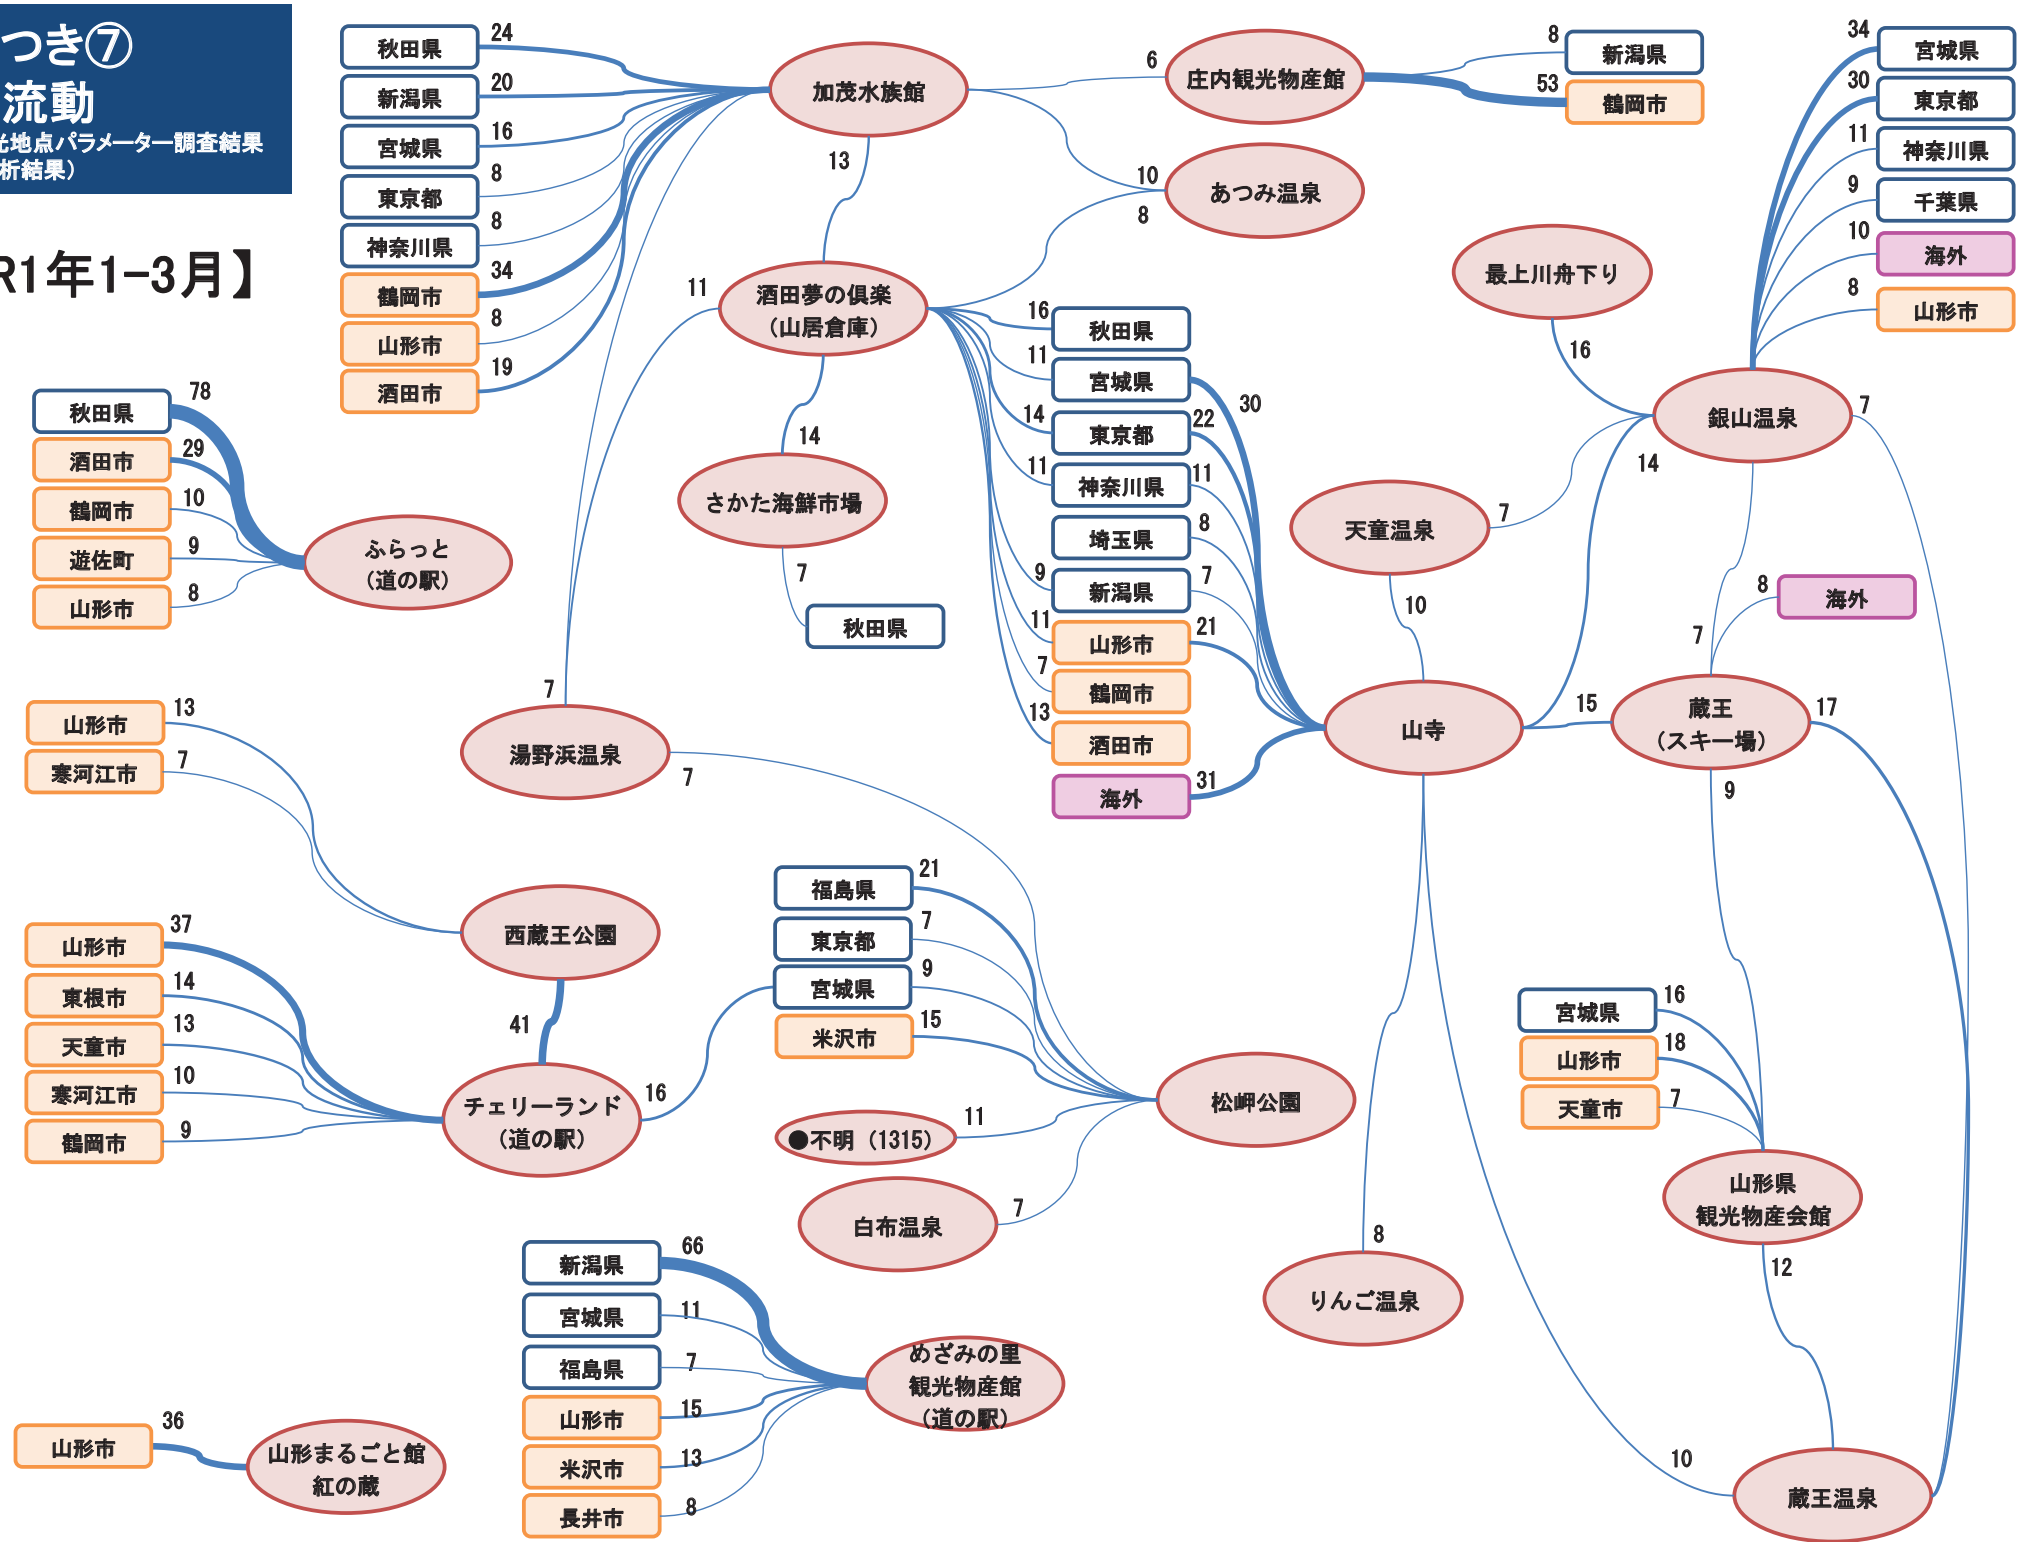 つき⑦
流動
光地点パラメーター調査結果
析結果）
R1年1-3月】
秋田県 24
新潟県 20
宮城県 16
東京都 8
神奈川県 8
鶴岡市 34
山形市 8
酒田市 19
加茂水族館
13
6
庄内観光物産館
8 新潟県
53 鶴岡市
10
8
あつみ温泉
34 宮城県
30 東京都
11 神奈川県
9 千葉県
10 海外
8 山形市
最上川舟下り
16
11
酒田夢の倶楽
（山居倉庫）
16 秋田県
11 宮城県 30
14 東京都 22
11 神奈川県 11
埼玉県 8
9 新潟県 7
11 山形市 21
7 鶴岡市
13 酒田市
海外 31
14
さかた海鮮市場
7
秋田県
銀山温泉
7
14
天童温泉
7
10
8 海外
7
秋田県 78
酒田市 29
鶴岡市 10
遊佐町 9
山形市 8
ふらっと
（道の駅）
7
湯野浜温泉
7
山寺
15
蔵王
（スキー場）
17
9
山形市 13
寒河江市 7
西蔵王公園
41
山形市 37
東根市 14
天童市 13
寒河江市 10
鶴岡市 9
チェリーランド
（道の駅）
16
福島県 21
東京都 7
宮城県 9
米沢市 15
●不明（1315） 11
白布温泉 7
松岬公園
宮城県 16
山形市 18
天童市 7
山形県
観光物産会館
12
8
りんご温泉
新潟県 66
宮城県 11
福島県 7
山形市 15
米沢市 13
長井市 8
めざみの里
観光物産館
（道の駅）
山形市 36
山形まるごと館
紅の蔵
10
蔵王温泉